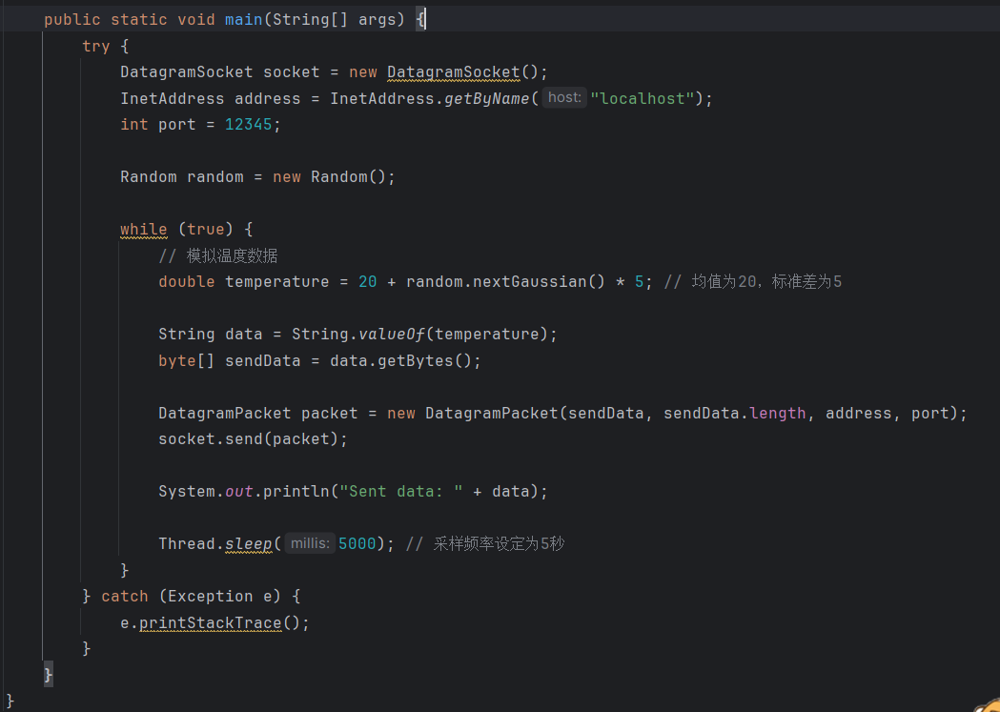 public static void main(String[] args) {
try {
DatagramSocket socket = new DatagramSocket();
InetAddress address = InetAddress.getByName( host: "localhost");
int port = 12345;
Random random = new Random();
while (true) {
// 模拟温度数据
double temperature = 20 + random.nextGaussian() * 5; // 均值为20，标准差为5
String data = String.valueOf(temperature);
byte[] sendData = data.getBytes();
DatagramPacket packet = new DatagramPacket(sendData, sendData.length, address, port);
socket.send(packet);
System.out.println("Sent data: " + data);
Thread.sleep( millis: 5000); // 采样频率设定为5秒
}
} catch (Exception e) {
e.printStackTrace();
}
}
}